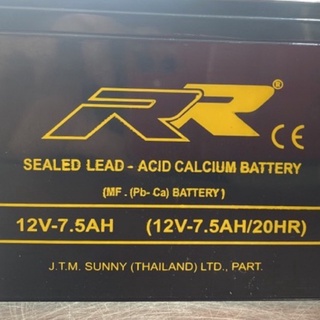 RR CE
SEALED LEAD - ACID CALCIUM BATTERY
(MF . (Pb- Ca) BATTERY )
12V-7.5AH (12V-7.5AH/20HR)
J.T.M. SUNNY (THAILAND) LTD., PART.